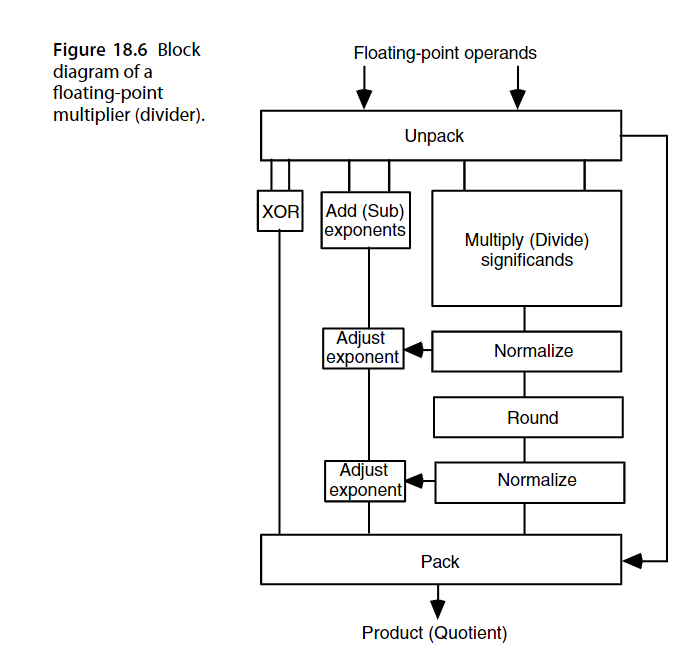 Figure 18.6 Block
diagram of a
floating-point
multiplier (divider).
Floating-point operands
Unpack
XOR
Add (Sub)
exponents
Multiply (Divide)
significands
Adjust
exponent
Normalize
Round
Adjust
exponent
Normalize
Pack
Product (Quotient)